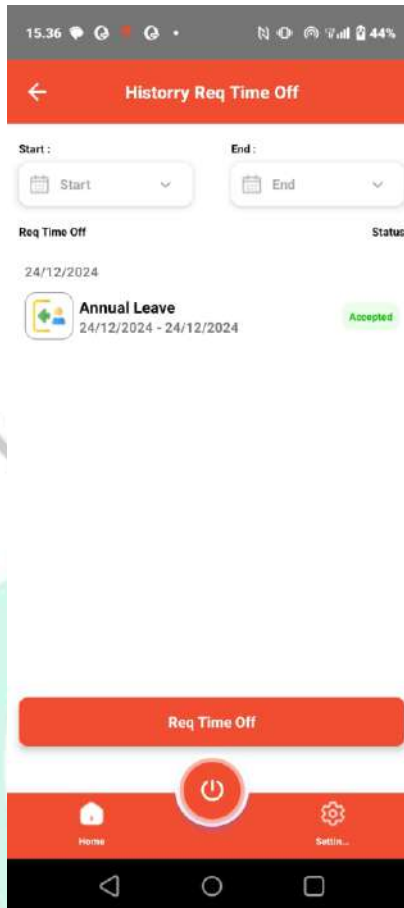 15.36 44%
Historry Req Time Off
Start : End :
Start End
Req Time Off Status
24/12/2024
Annual Leave
24/12/2024 - 24/12/2024
Accepted
Req Time Off
Home Settin...